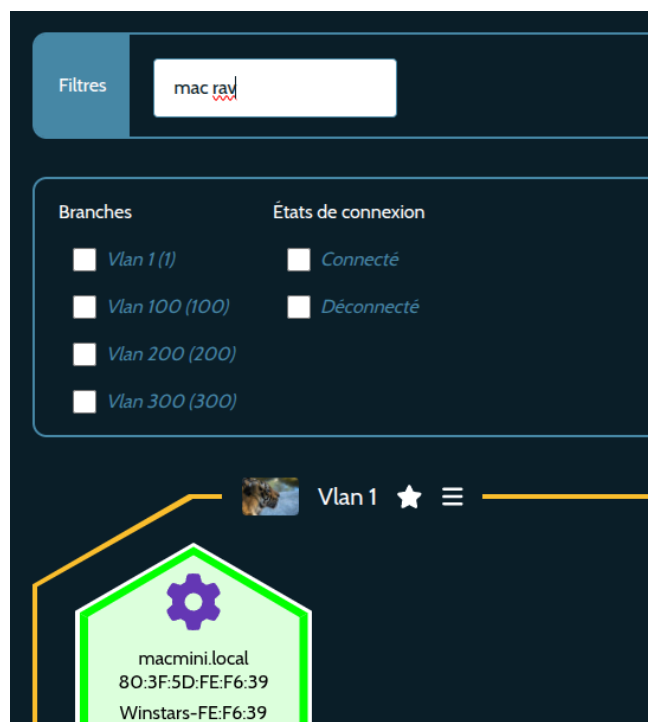 Filtres
mac rav
Branches
États de connexion
Vlan 1 (1)
Connecté
Vlan 100 (100)
Déconnecté
Vlan 200 (200)
Vlan 300 (300)
Vlan 1
macmini.local
80:3F:5D:FE:F6:39
Winstars-FE:F6:39